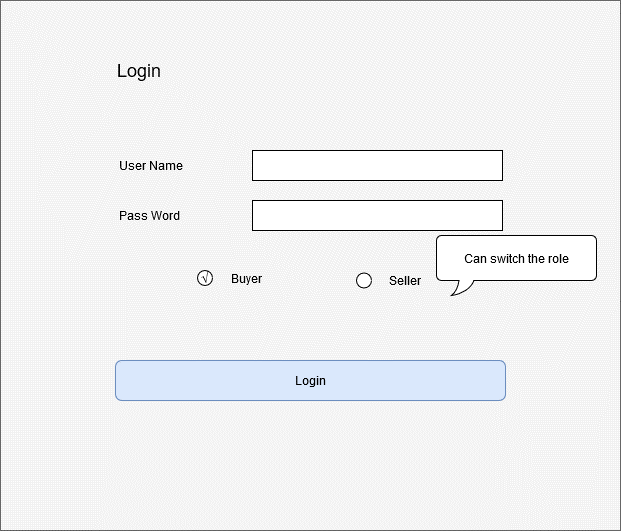 Login
User Name
Pass Word
Can switch the role
√ Buyer
Seller
Login